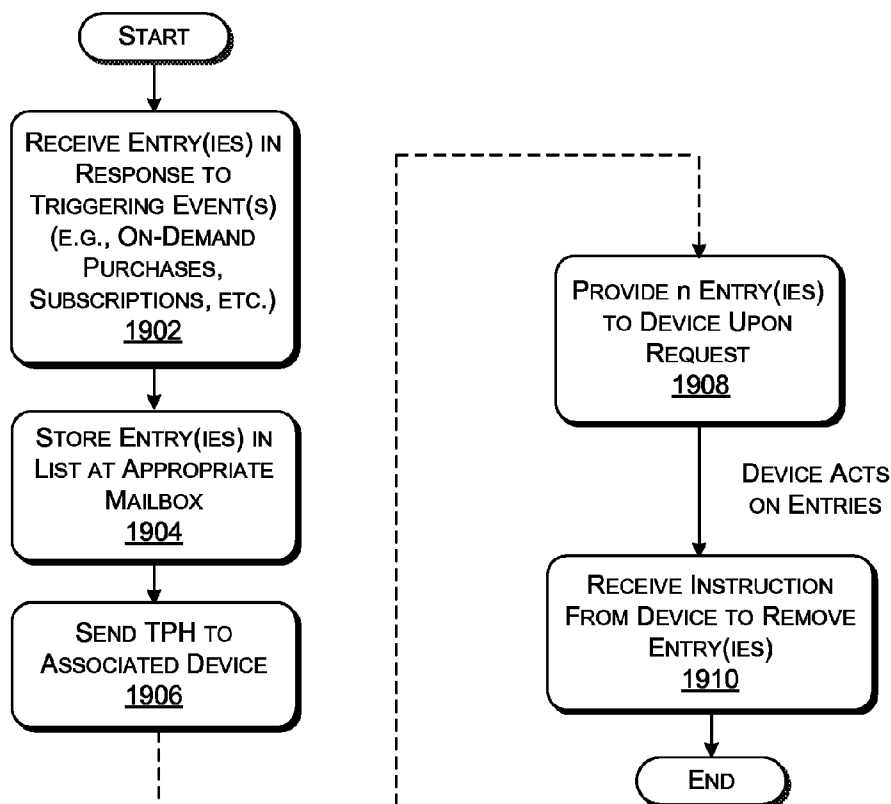 START
RECEIVE ENTRY(IES) IN
RESPONSE TO
TRIGGERING EVENT(S)
(E.G., ON-DEMAND
PURCHASES,
SUBSCRIPTIONS, ETC.)
1902
STORE ENTRY(IES) IN
LIST AT APPROPRIATE
MAILBOX
1904
SEND TPH TO
ASSOCIATED DEVICE
1906
PROVIDE n ENTRY(IES)
TO DEVICE UPON
REQUEST
1908
DEVICE ACTS
ON ENTRIES
RECEIVE INSTRUCTION
FROM DEVICE TO REMOVE
ENTRY(IES)
1910
END